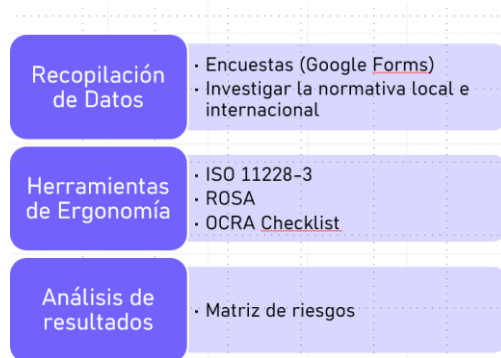 Recopilación
de Datos
· Encuestas (Google Forms)
· Investigar la normativa local e
internacional
Herramientas
de Ergonomía
· ISO 11228-3
· ROSA
· OCRA Checklist
Análisis de
resultados
· Matriz de riesgos